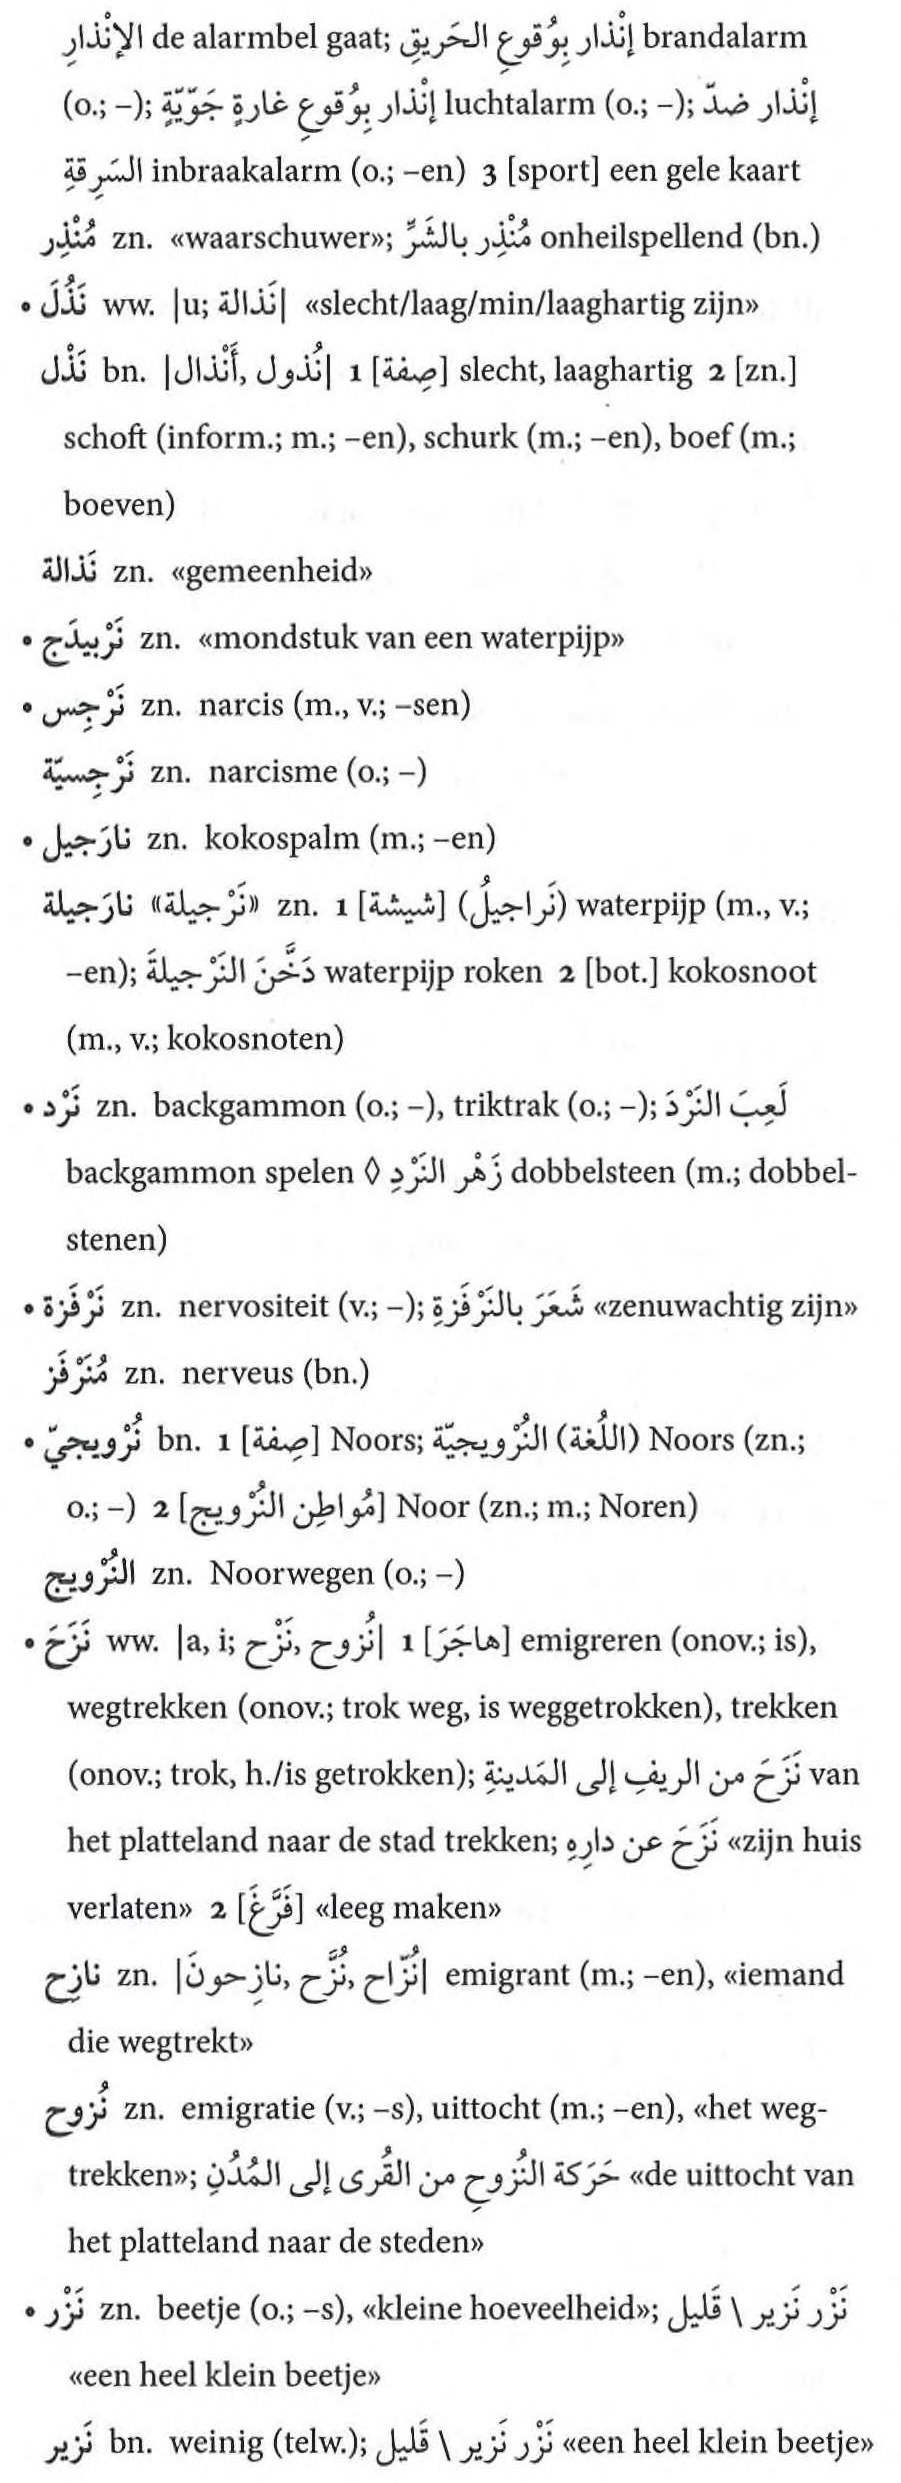 الإنْذارِ de alarmbel gaat; إنْذار بِوُقوعِ الحَريقِ brandalarm
(o.; –); إنْذار بِوُقوعِ غارةٍ جَوّيّةٍ luchtalarm (o.; –); إنْذار ضدّ
السَرِقةِ inbraakalarm (o.; –en) 3 [sport] een gele kaart
مُنْذِر zn. «waarschuwer»; مُنْذِر بالشَرِّ onheilspellend (bn.)
• نَذُلَ ww. |u; نَذالة| «slecht/laag/min/laaghartig zijn»
نَذْل bn. |نُذول, أَنْذال| 1 [صِفة] slecht, laaghartig 2 [zn.]
schoft (inform.; m.; –en), schurk (m.; –en), boef (m.;
boeven)
نَذالة zn. «gemeenheid»
• نَرْبيدَج zn. «mondstuk van een waterpijp»
• نَرْجِس zn. narcis (m., v.; –sen)
نَرْجِسيّة zn. narcisme (o.; –)
• نارَجيل zn. kokospalm (m.; –en)
نارَجيلة «نَرْجيلة» zn. 1 [شيشة] (نَراجيلُ) waterpijp (m., v.;
–en); دَخَّنَ النَرْجيلةَ waterpijp roken 2 [bot.] kokosnoot
(m., v.; kokosnoten)
• نَرْد zn. backgammon (o.; –), triktrak (o.; –); لَعِبَ النَرْدَ
backgammon spelen ◊ زَهْر النَرْدِ dobbelsteen (m.; dobbel-
stenen)
• نَرْفَزة zn. nervositeit (v.; –); شَعَرَ بالنَرْفَزةِ «zenuwachtig zijn»
مُنَرْفَز zn. nerveus (bn.)
• نُرْويجيّ bn. 1 [صِفة] Noors; (اللُغة) النُرْويجيّة Noors (zn.;
o.; –) 2 [مُواطِن النُرْويج] Noor (zn.; m.; Noren)
النُرْويج zn. Noorwegen (o.; –)
• نَزَحَ ww. |a, i; نُزوح, نَزْح| 1 [هاجَرَ] emigreren (onov.; is),
wegtrekken (onov.; trok weg, is weggetrokken), trekken
(onov.; trok, h./is getrokken); نَزَحَ من الريفِ إلى المَدينةِ van
het platteland naar de stad trekken; نَزَحَ عن دارِهِ «zijn huis
verlaten» 2 [فَرَّغَ] «leeg maken»
نازِح zn. |نُزّاح, نُزَّح, نازِحونَ| emigrant (m.; –en), «iemand
die wegtrekt»
نُزوح zn. emigratie (v.; –s), uittocht (m.; –en), «het weg-
trekken»; حَرَكة النُزوحِ من القُرى إلى المُدُنِ «de uittocht van
het platteland naar de steden»
• نَزْر zn. beetje (o.; –s), «kleine hoeveelheid»; نَزْر نَزير \ قَليل
«een heel klein beetje»
نَزير bn. weinig (telw.); نَزْر نَزير \ قَليل «een heel klein beetje»